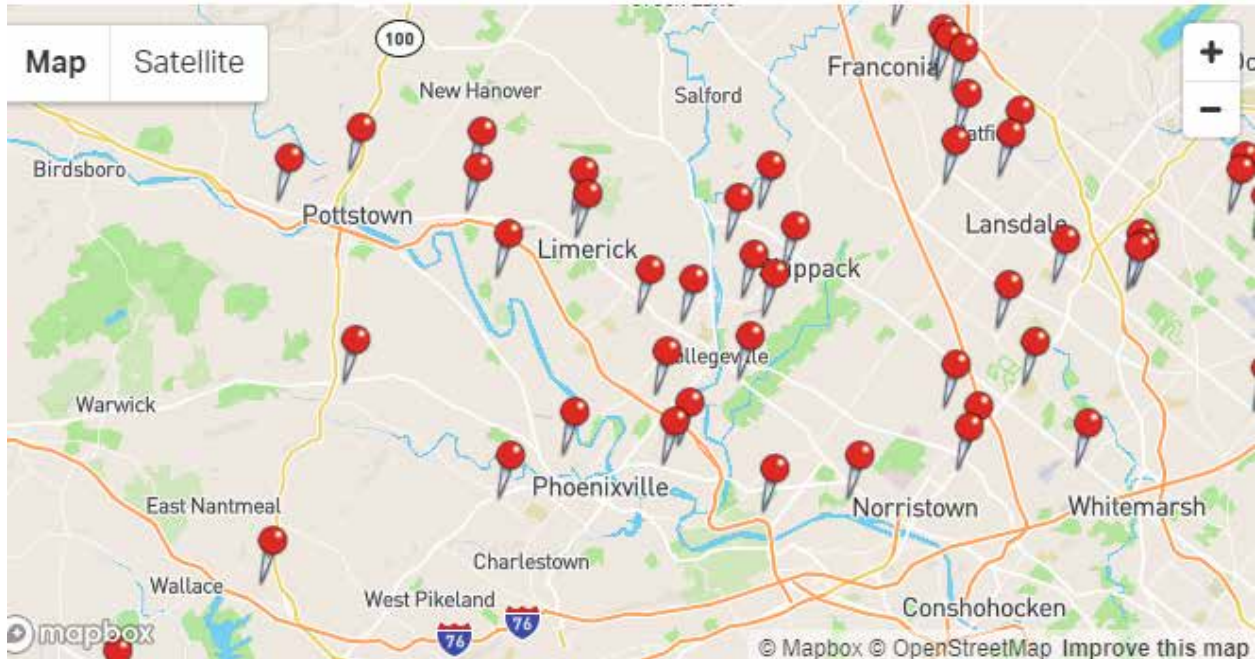 Map
Satellite
100
New Hanover
Salford
Franconia
+
−
Birdsboro
Pottstown
Limerick
Lansdale
Warwick
East Nantmeal
Phoenixville
Norristown
Whitemarsh
Charlestown
Wallace
West Pikeland
76
76
Conshohocken
mapbox
© Mapbox © OpenStreetMap Improve this map